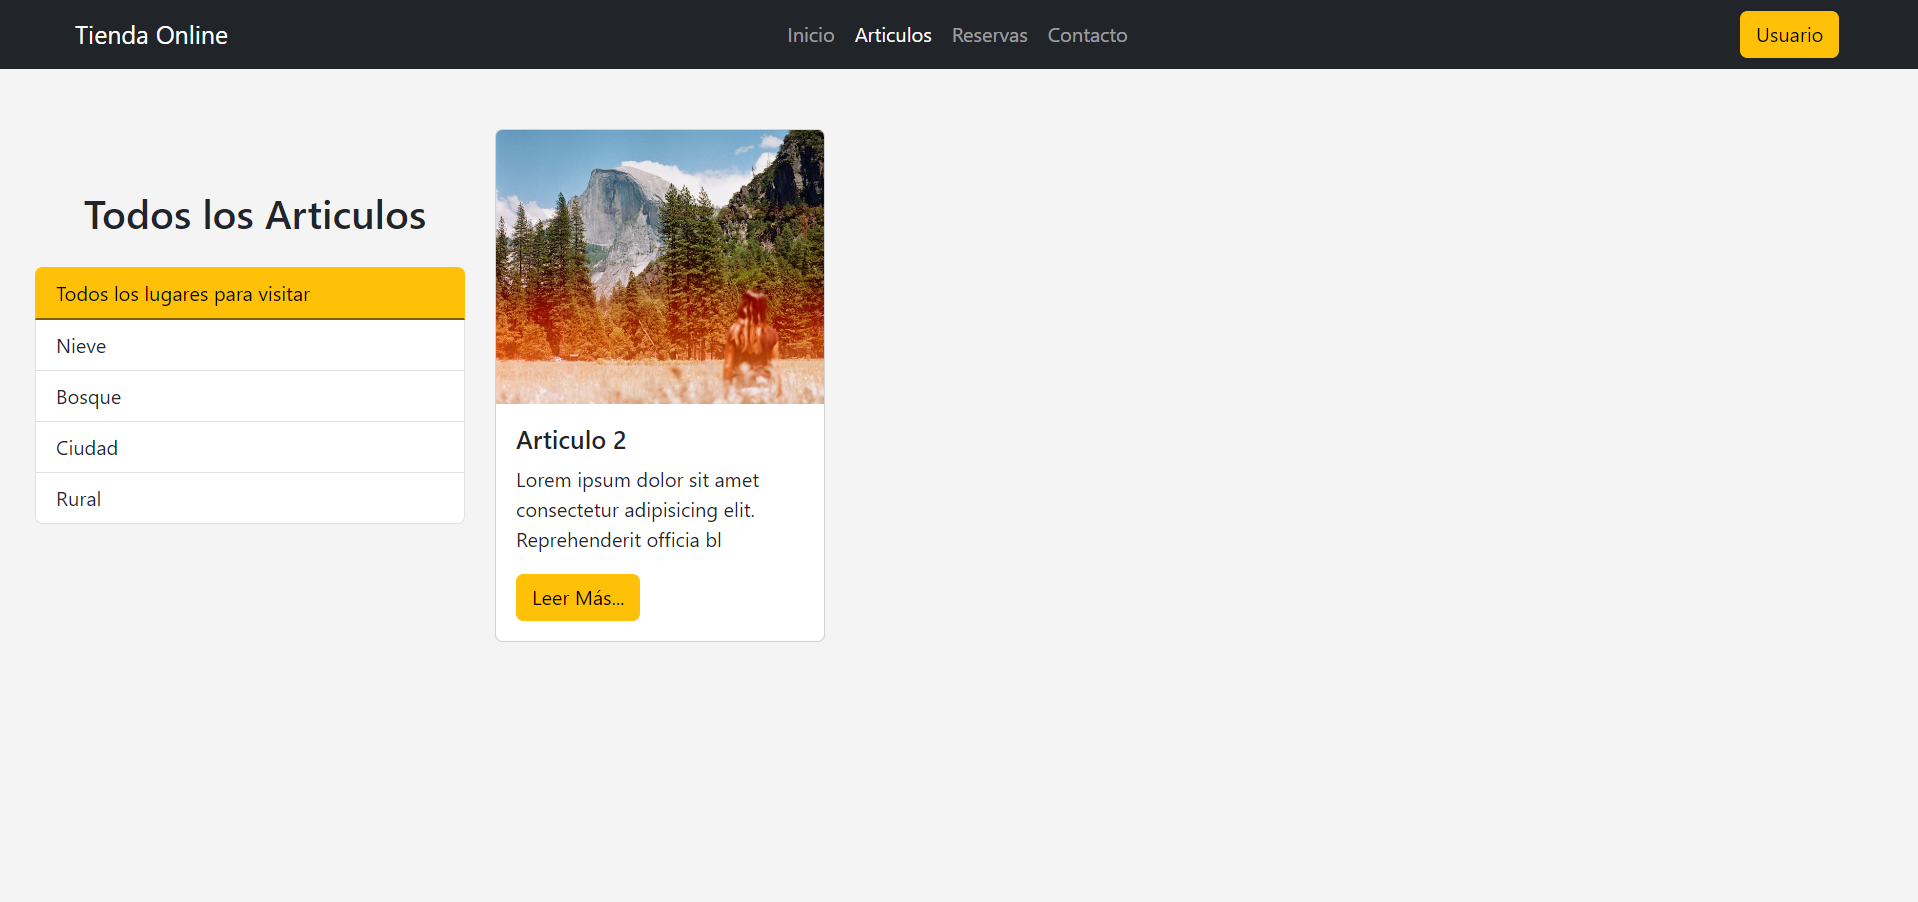 Tienda Online
Inicio Articulos Reservas Contacto
Usuario
Todos los Articulos
Todos los lugares para visitar
Nieve
Bosque
Ciudad
Rural
Articulo 2
Lorem ipsum dolor sit amet
consectetur adipisicing elit.
Reprehenderit officia bl
Leer Más...